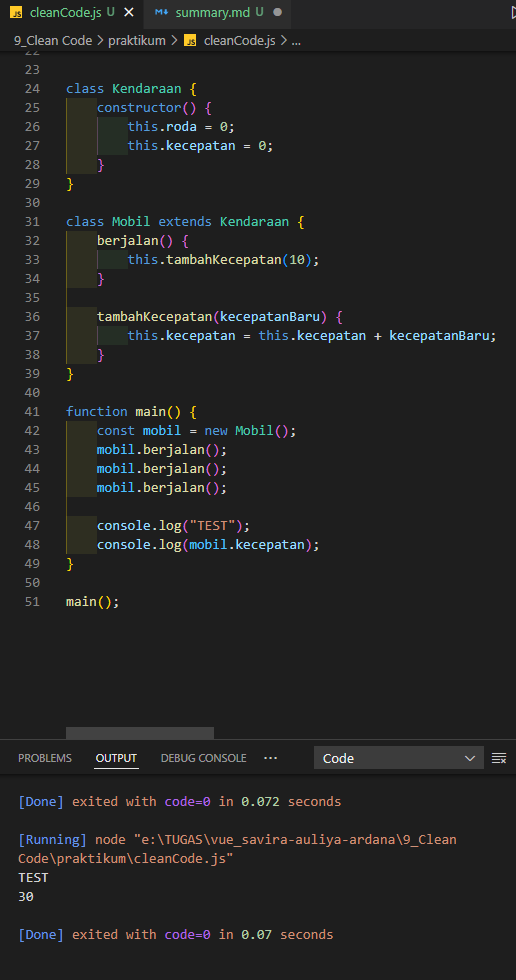 JS cleanCode.js U × M↓ summary.md U ●
9_Clean Code > praktikum > JS cleanCode.js > ...
22
23
24 class Kendaraan {
25 constructor() {
26 this.roda = 0;
27 this.kecepatan = 0;
28 }
29 }
30
31 class Mobil extends Kendaraan {
32 berjalan() {
33 this.tambahKecepatan(10);
34 }
35
36 tambahKecepatan(kecepatanBaru) {
37 this.kecepatan = this.kecepatan + kecepatanBaru;
38 }
39 }
40
41 function main() {
42 const mobil = new Mobil();
43 mobil.berjalan();
44 mobil.berjalan();
45 mobil.berjalan();
46
47 console.log("TEST");
48 console.log(mobil.kecepatan);
49 }
50
51 main();
PROBLEMS OUTPUT DEBUG CONSOLE ··· Code
[Done] exited with code=0 in 0.072 seconds
[Running] node "e:\TUGAS\vue_savira-auliya-ardana\9_Clean
Code\praktikum\cleanCode.js"
TEST
30
[Done] exited with code=0 in 0.07 seconds